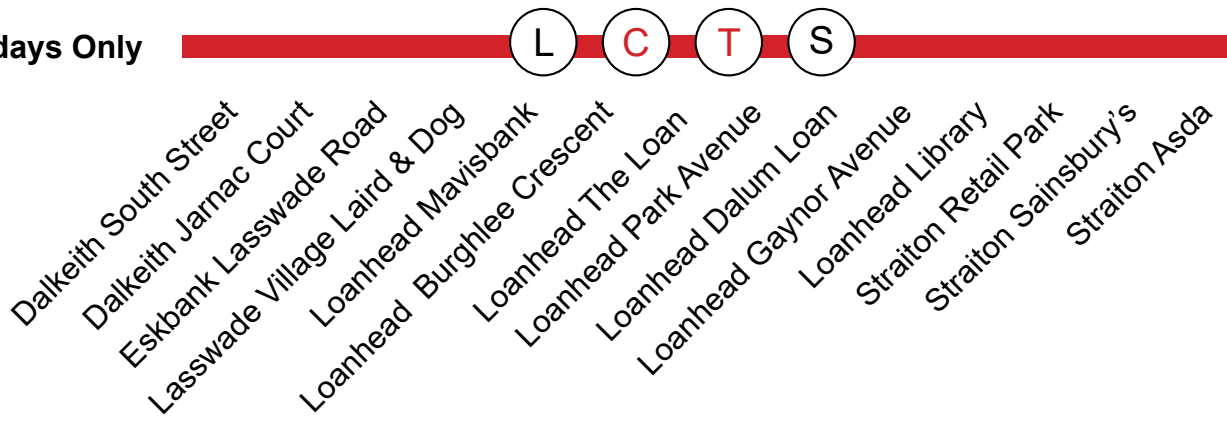 days Only
L C T S
Dalkeith South Street
Dalkeith Jarnac Court
Eskbank Lasswade Road
Lasswade Village Laird & Dog
Loanhead Mavisbank
Loanhead Burghlee Crescent
Loanhead The Loan
Loanhead Park Avenue
Loanhead Dalum Loan
Loanhead Gaynor Avenue
Loanhead Library
Straiton Retail Park
Straiton Sainsbury’s
Straiton Asda